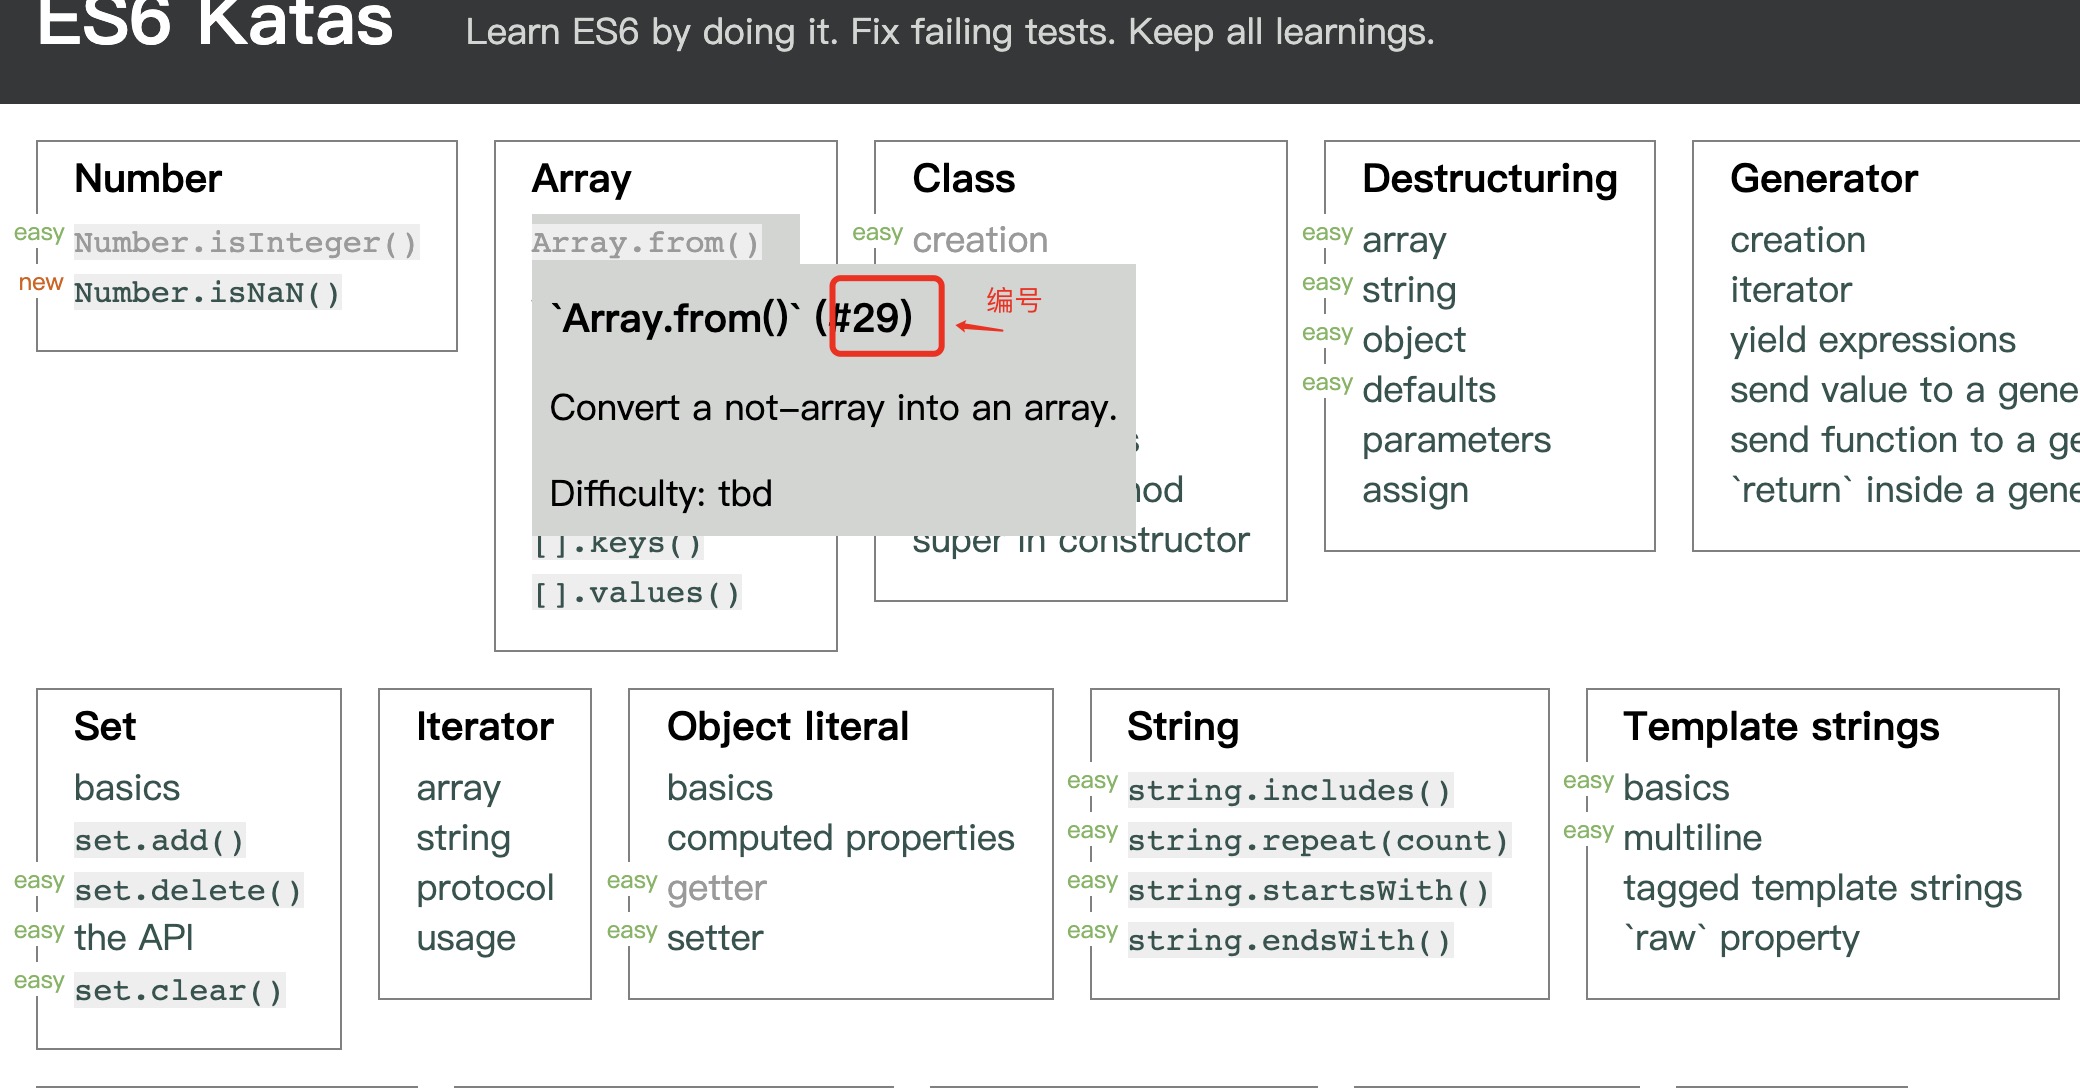 ES6 Katas
Learn ES6 by doing it. Fix failing tests. Keep all learnings.
Number
easy Number.isInteger()
new Number.isNaN()
Array
Array.from()
`Array.from()` (#29)
编号
Convert a not-array into an array.
Difficulty: tbd
[].keys()
[].values()
Class
easy creation
super in constructor
Destructuring
easy array
easy string
easy object
easy defaults
parameters
assign
Generator
creation
iterator
yield expressions
send value to a gene
send function to a ge
`return` inside a gene
Set
basics
set.add()
easy set.delete()
easy the API
easy set.clear()
Iterator
array
string
protocol
usage
Object literal
basics
computed properties
easy getter
easy setter
String
easy string.includes()
easy string.repeat(count)
easy string.startsWith()
easy string.endsWith()
Template strings
easy basics
easy multiline
tagged template strings
`raw` property